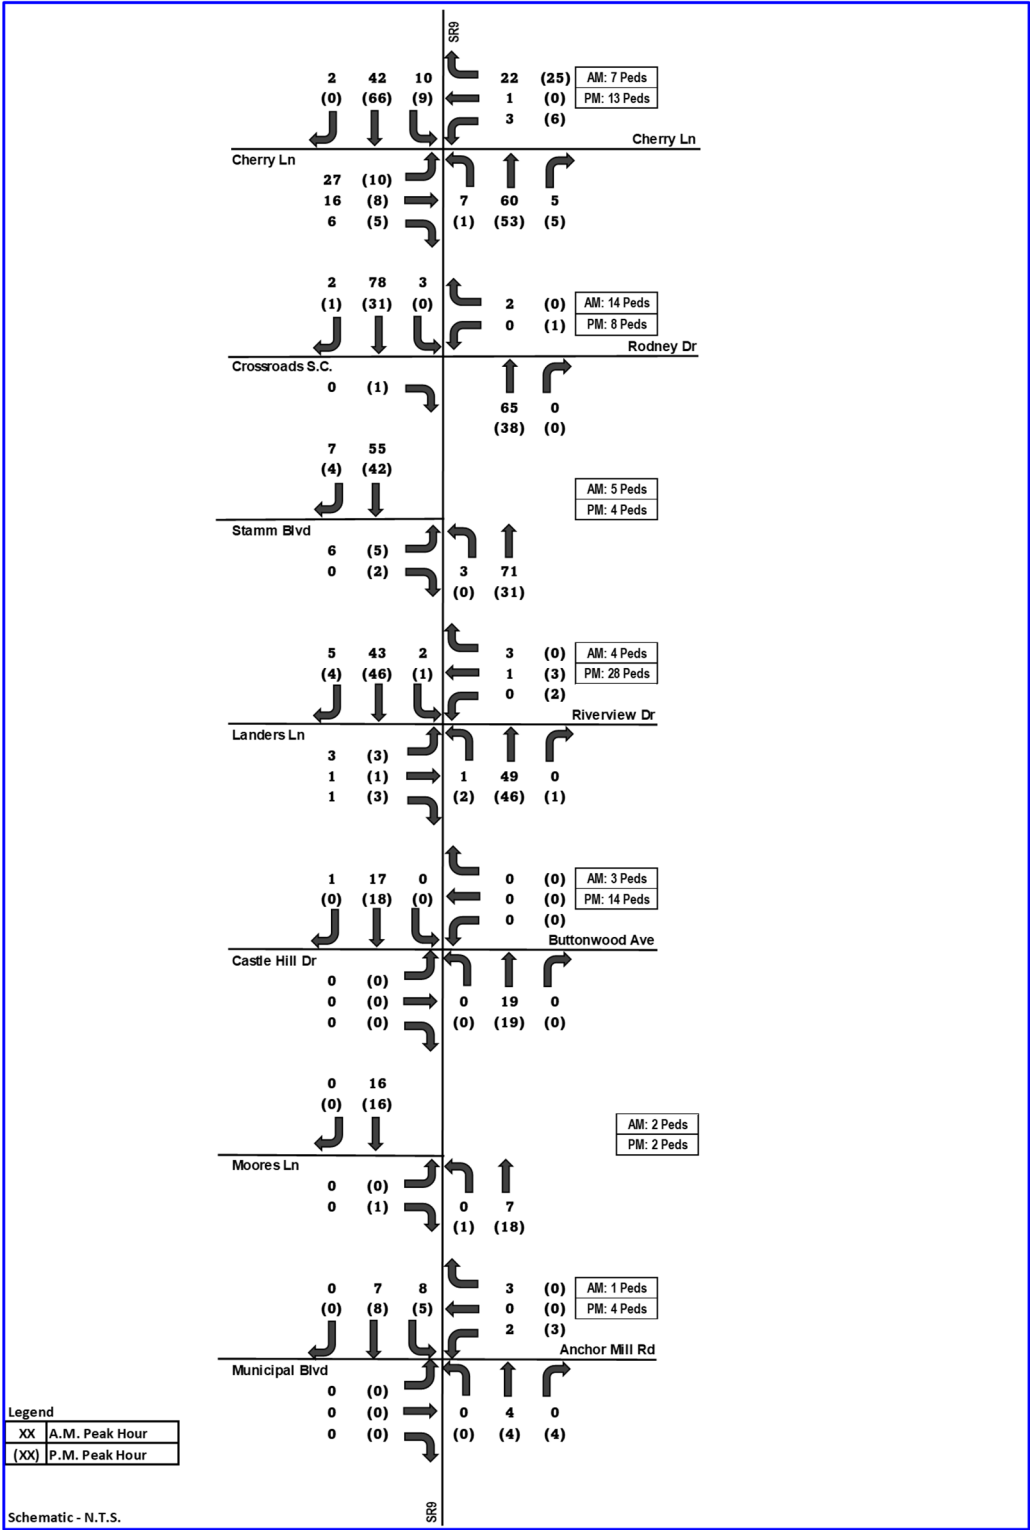 SR9
2 42 10 22 (25) AM: 7 Peds
(0) (66) (9) 1 (0) PM: 13 Peds
3 (6)
Cherry Ln
Cherry Ln
27 (10)
16 (8) 7 60 5
6 (5) (1) (53) (5)
2 78 3
(1) (31) (0) 2 (0) AM: 14 Peds
0 (1) PM: 8 Peds
Rodney Dr
Crossroads S.C.
0 (1)
65 0
(38) (0)
7 55
(4) (42)
AM: 5 Peds
PM: 4 Peds
Stamm Blvd
6 (5)
0 (2) 3 71
(0) (31)
5 43 2 3 (0) AM: 4 Peds
(4) (46) (1) 1 (3) PM: 28 Peds
0 (2)
Riverview Dr
Landers Ln
3 (3)
1 (1) 1 49 0
1 (3) (2) (46) (1)
1 17 0 0 (0) AM: 3 Peds
(0) (18) (0) 0 (0) PM: 14 Peds
0 (0)
Buttonwood Ave
Castle Hill Dr
0 (0)
0 (0) 0 19 0
0 (0) (0) (19) (0)
0 16
(0) (16)
AM: 2 Peds
PM: 2 Peds
Moores Ln
0 (0)
0 (1) 0 7
(1) (18)
0 7 8 3 (0) AM: 1 Peds
(0) (8) (5) 0 (0) PM: 4 Peds
2 (3)
Anchor Mill Rd
Municipal Blvd
0 (0)
0 (0) 0 4 0
0 (0) (0) (4) (4)
Legend
XX A.M. Peak Hour
(XX) P.M. Peak Hour
SR9
Schematic - N.T.S.